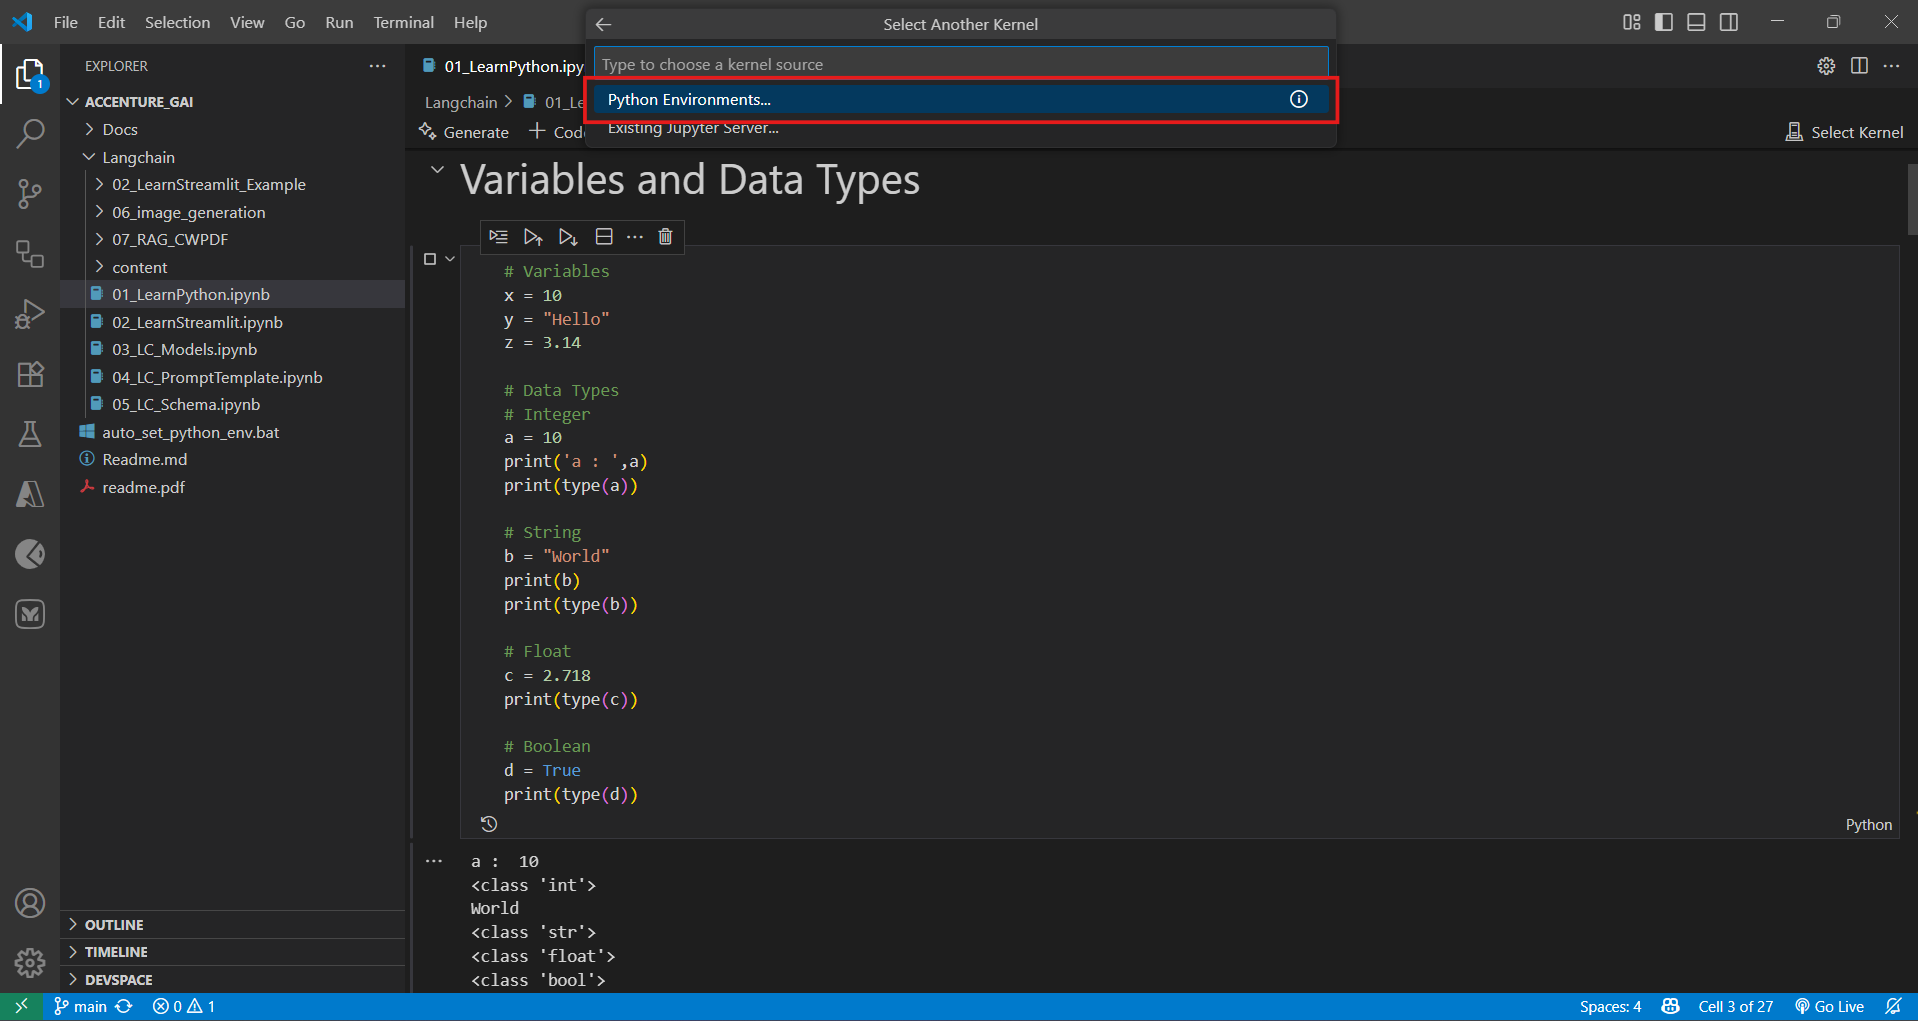 File Edit Selection View Go Run Terminal Help
Select Another Kernel
Type to choose a kernel source
Python Environments...
Existing Jupyter Server...
EXPLORER
1
ACCENTURE_GAI
Docs
Langchain
02_LearnStreamlit_Example
06_image_generation
07_RAG_CWPDF
content
01_LearnPython.ipynb
02_LearnStreamlit.ipynb
03_LC_Models.ipynb
04_LC_PromptTemplate.ipynb
05_LC_Schema.ipynb
auto_set_python_env.bat
Readme.md
readme.pdf
OUTLINE
TIMELINE
DEVSPACE
01_LearnPython.ipy
Langchain > 01_Le
Generate + Cod
Select Kernel
Variables and Data Types
# Variables
x = 10
y = "Hello"
z = 3.14
# Data Types
# Integer
a = 10
print('a : ',a)
print(type(a))
# String
b = "World"
print(b)
print(type(b))
# Float
c = 2.718
print(type(c))
# Boolean
d = True
print(type(d))
Python
a :  10
<class 'int'>
World
<class 'str'>
<class 'float'>
<class 'bool'>
main 0 1
Spaces: 4 Cell 3 of 27 Go Live